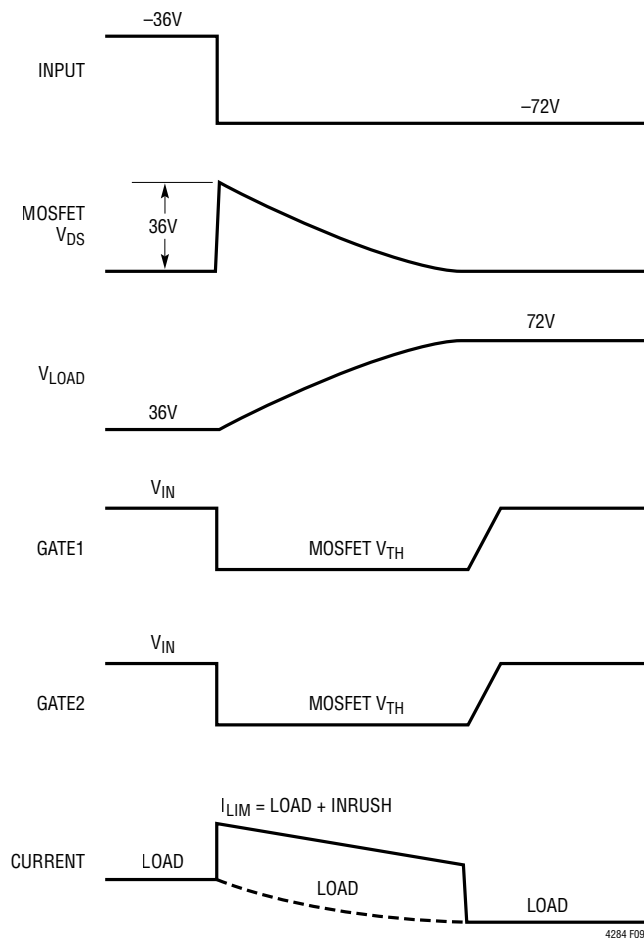 –36V
INPUT
–72V
MOSFET
VDS
36V
72V
VLOAD
36V
VIN
GATE1
MOSFET VTH
VIN
GATE2
MOSFET VTH
ILIM = LOAD + INRUSH
CURRENT
LOAD
LOAD
LOAD
4284 F09